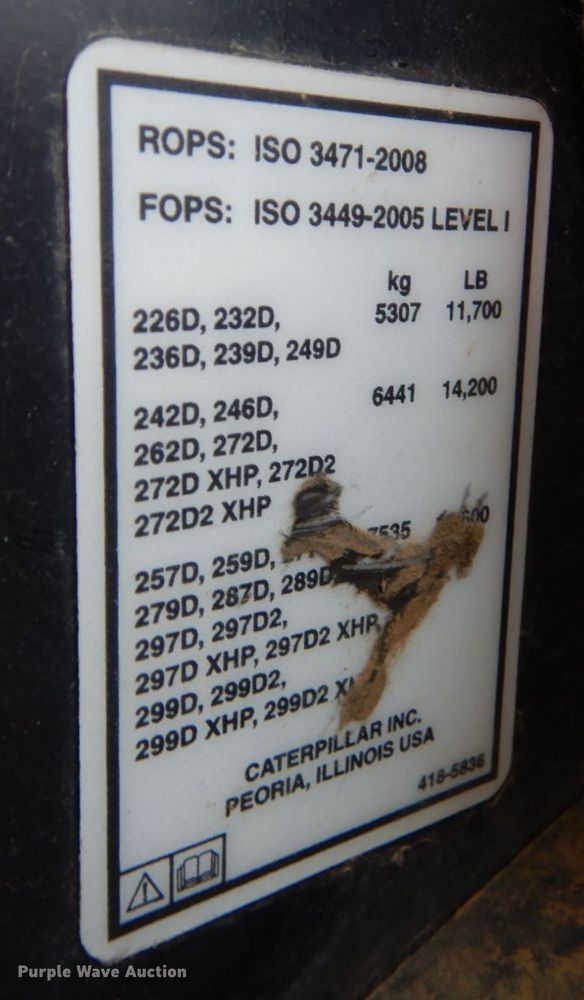 ROPS: ISO 3471-2008
FOPS: ISO 3449-2005 LEVEL I
kg LB
226D, 232D, 5307 11,700
236D, 239D, 249D
242D, 246D, 6441 14,200
262D, 272D,
272D XHP, 272D2
272D2 XHP
257D, 259D, 7535
279D, 287D, 289D
297D, 297D2,
297D XHP, 297D2 XHP,
299D, 299D2,
299D XHP, 299D2
CATERPILLAR INC.
PEORIA, ILLINOIS USA
418-5836
Purple Wave Auction